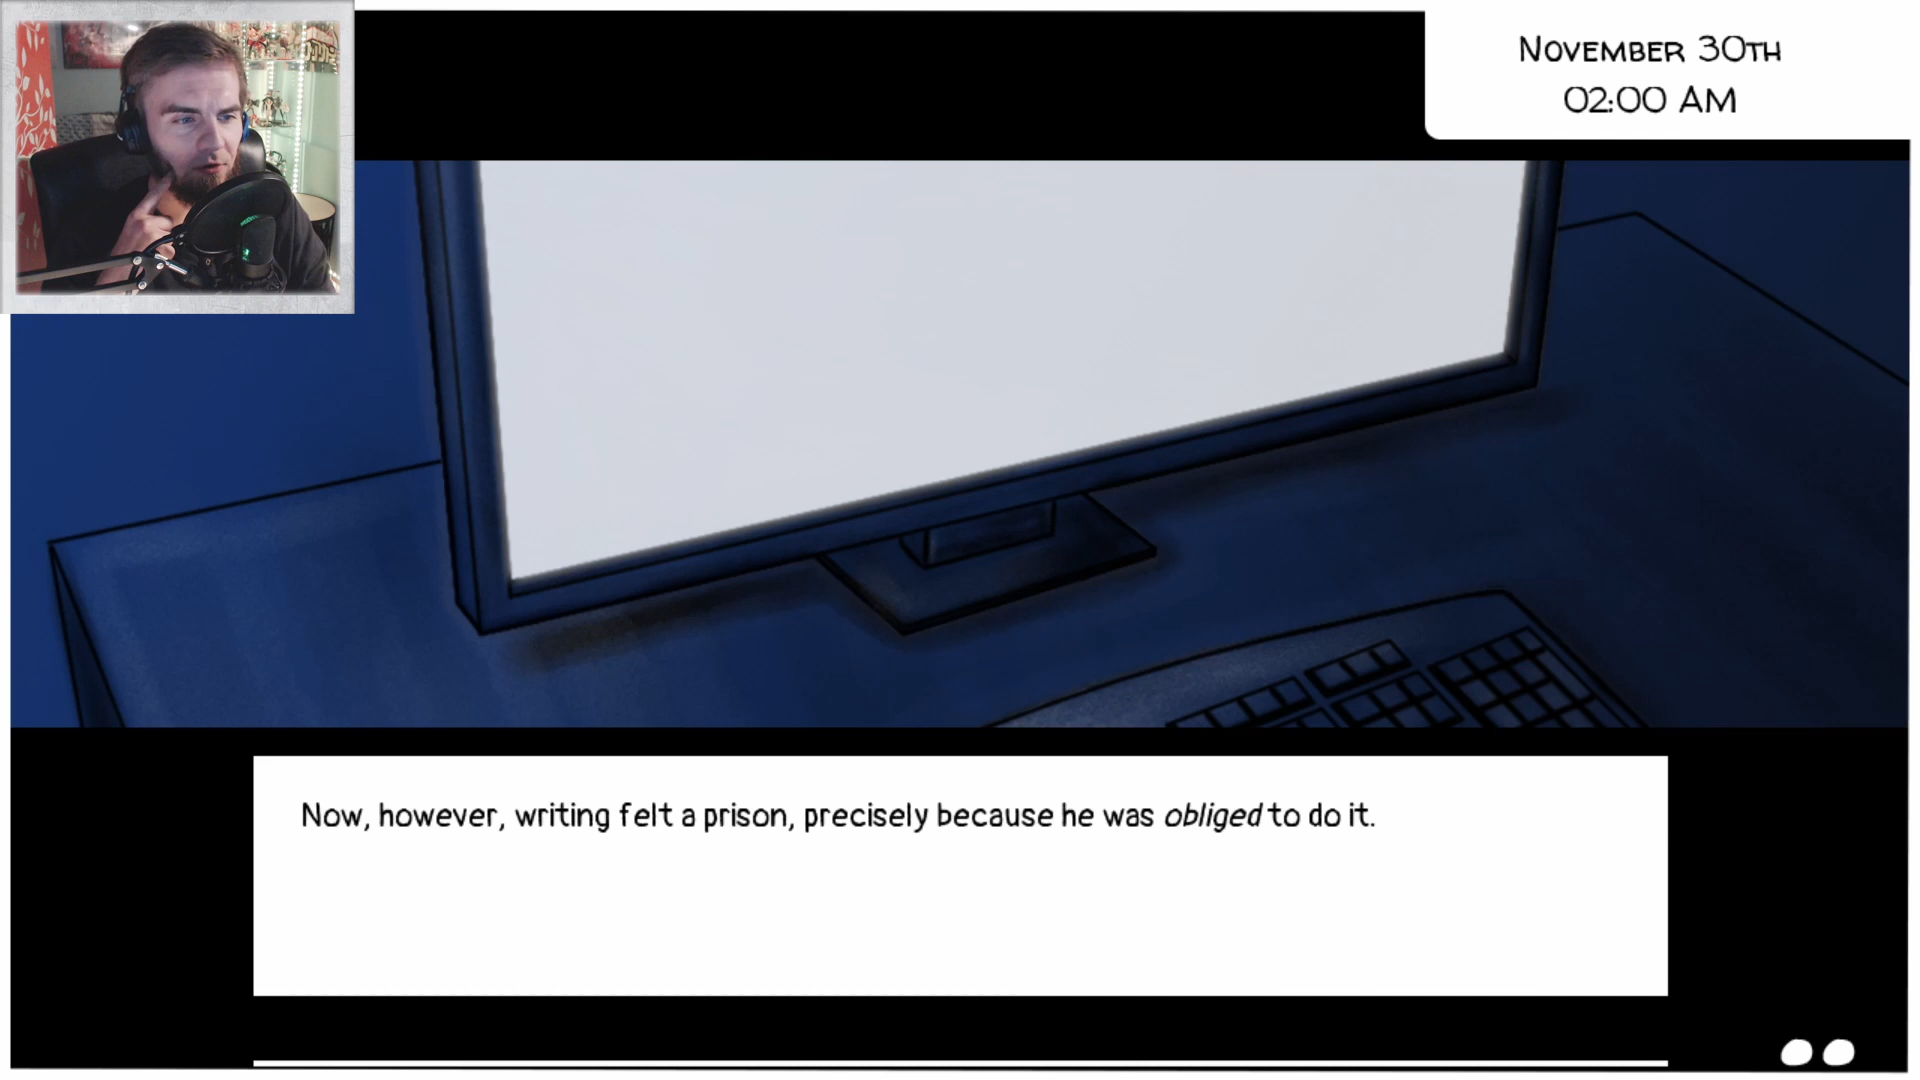 NOVEMBER 30TH
02:00 AM
Now, however, writing felt a prison, precisely because he was obliged to do it.